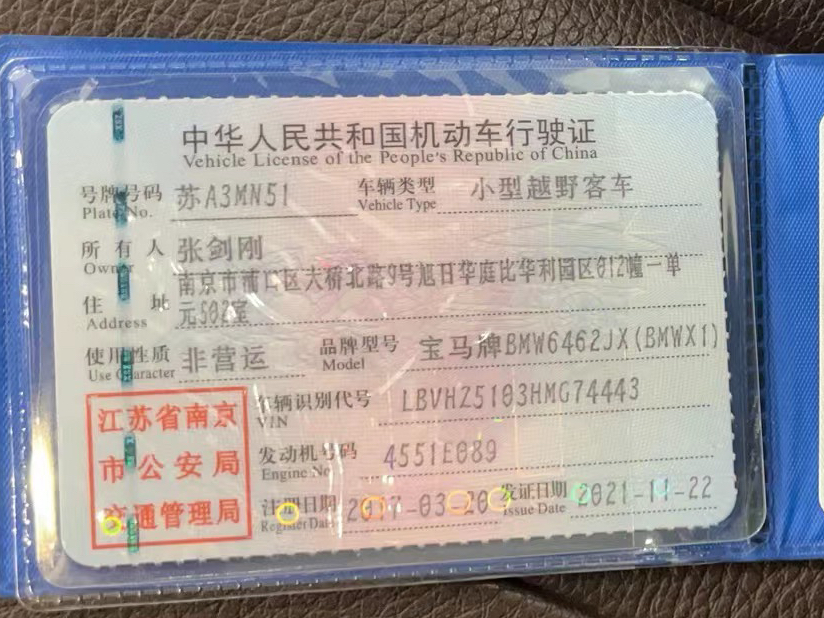 中华人民共和国机动车行驶证
Vehicle License of the People's Republic of China
号牌号码 苏A3MN51 车辆类型 小型越野客车
Plate No. Vehicle Type
所有人 张剑刚
Owner
南京市浦口区大桥北路9号旭日华庭比华利园区012幢一单
住址 元502室
Address
使用性质 非营运 品牌型号 宝马牌BMW6462JX(BMWX1)
Use Character Model
江苏省南京
市公安局
交通管理局
车辆识别代号 LBVHZ5103HMG74443
VIN
发动机号码 4551E089
Engine No.
注册日期 2017-03-20 发证日期 2021-11-22
Register Date Issue Date